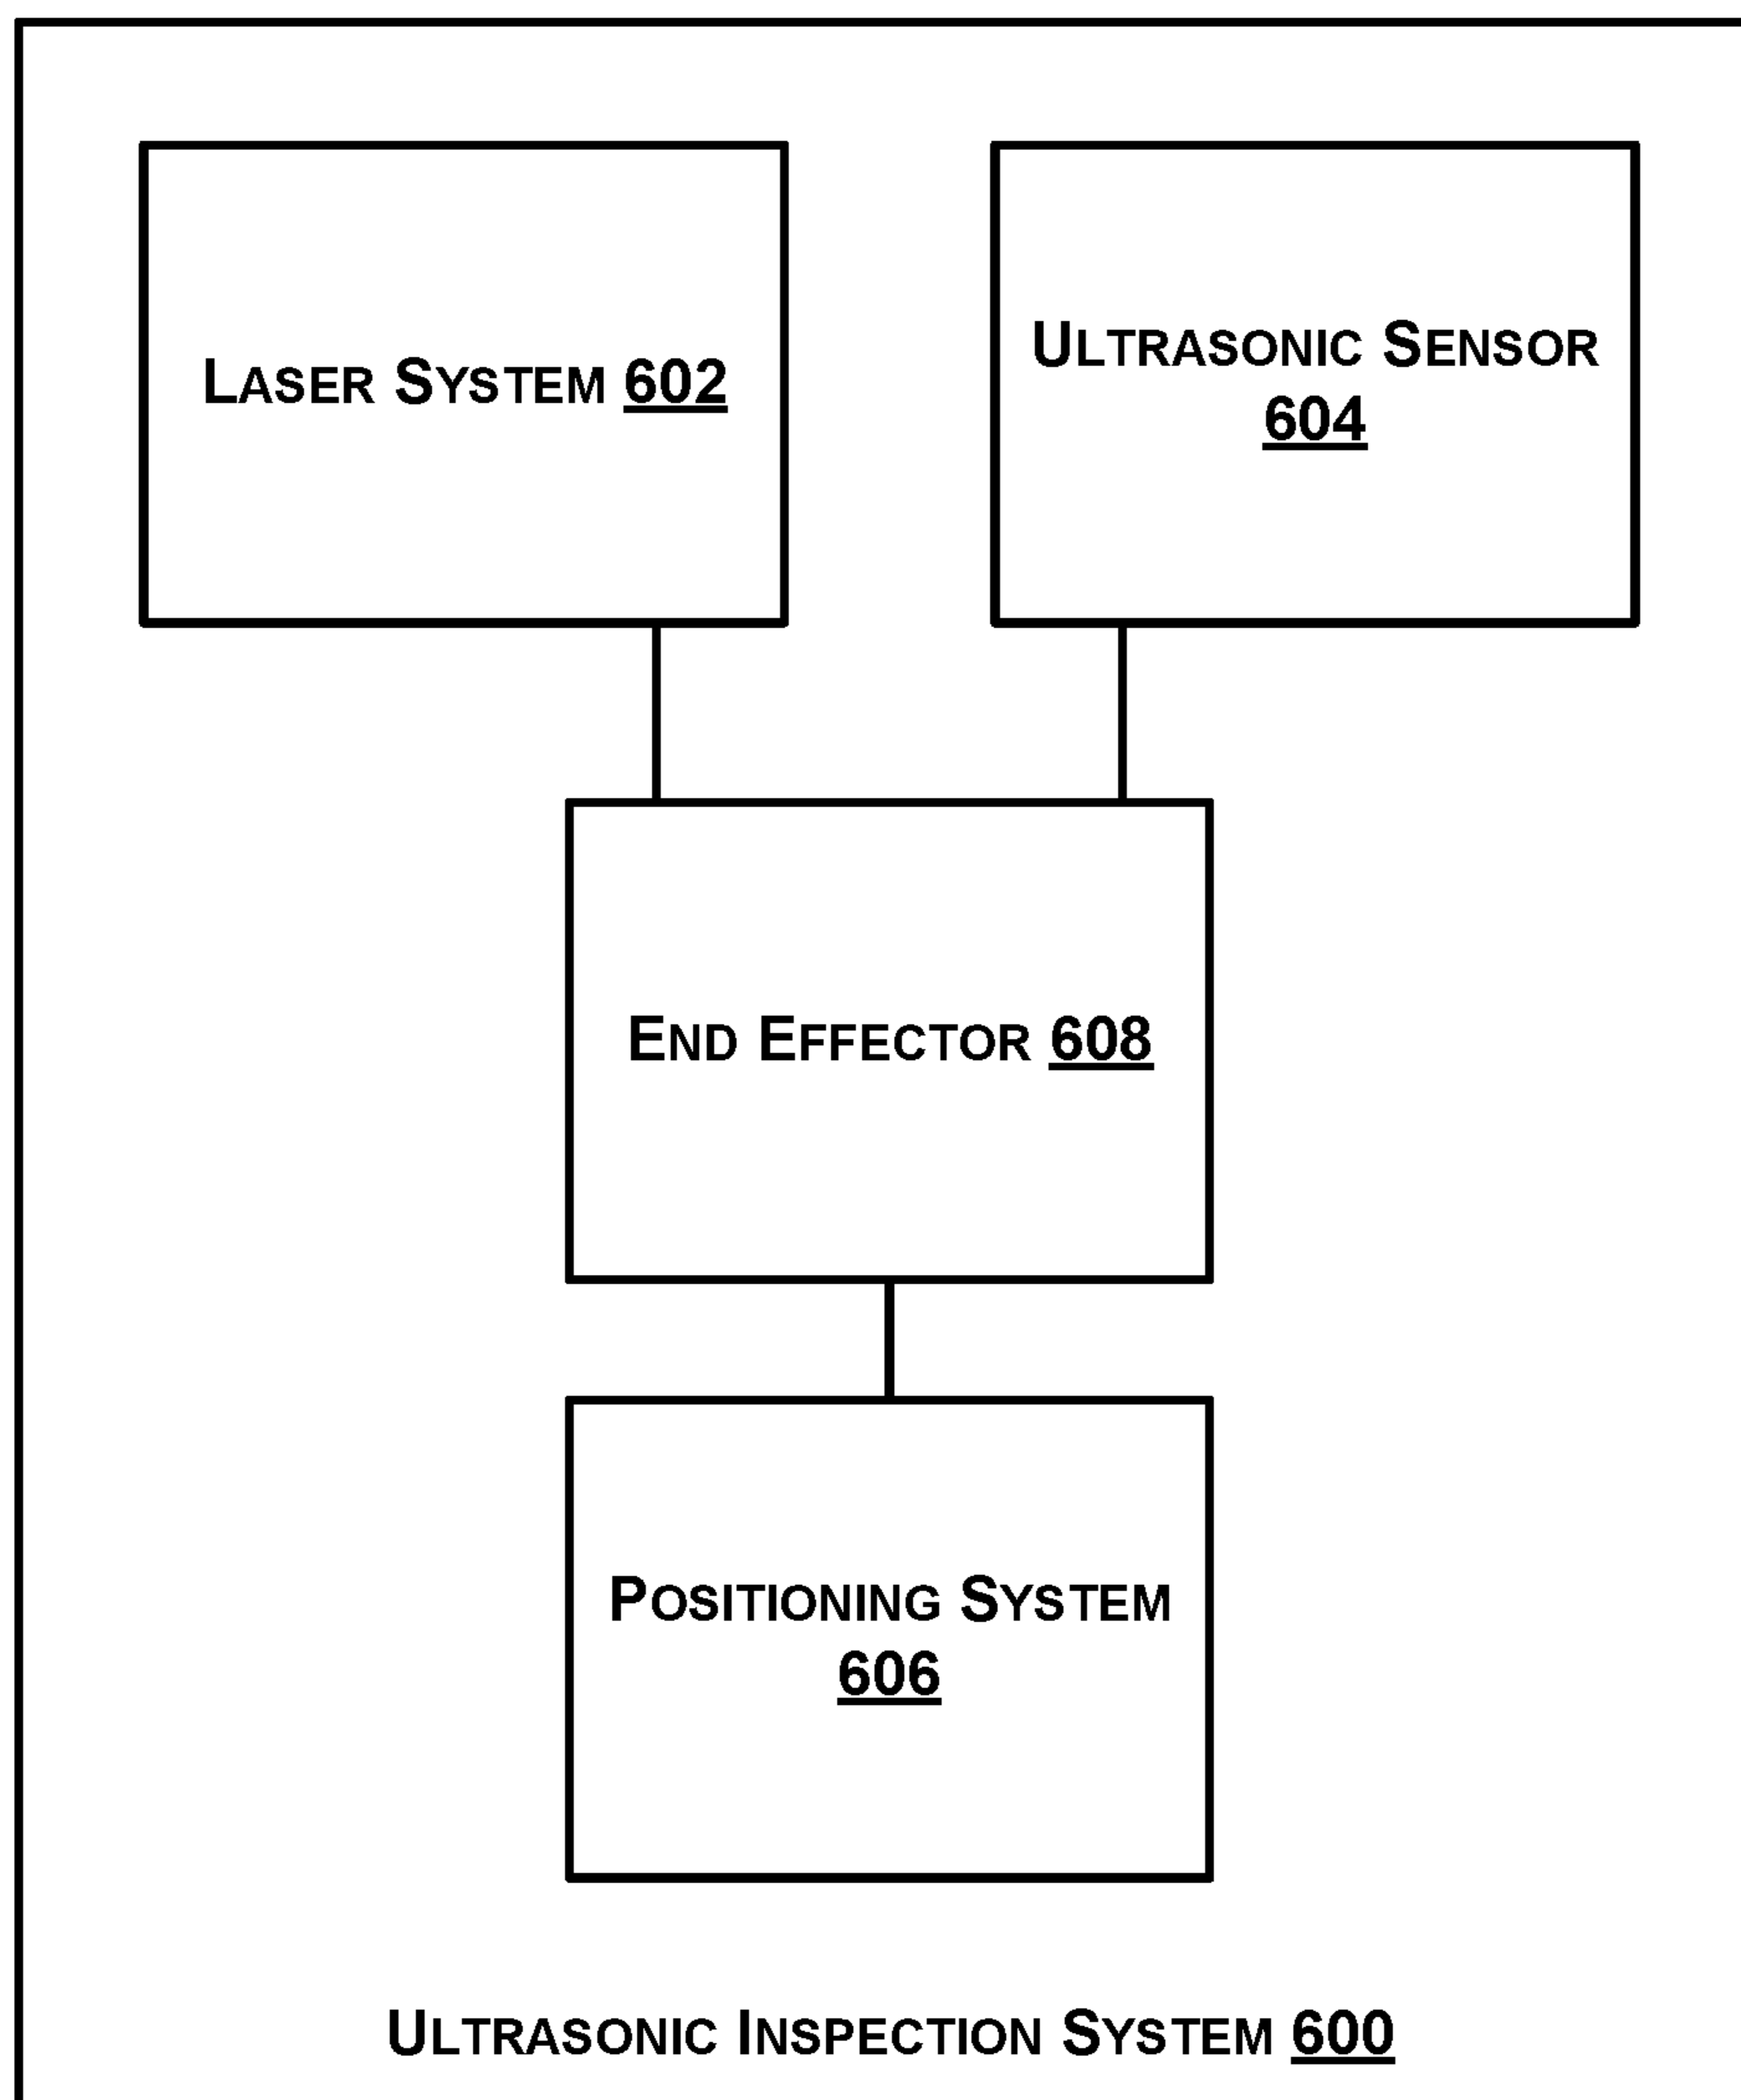 LASER SYSTEM 602
ULTRASONIC SENSOR
604
END EFFECTOR 608
POSITIONING SYSTEM
606
ULTRASONIC INSPECTION SYSTEM 600